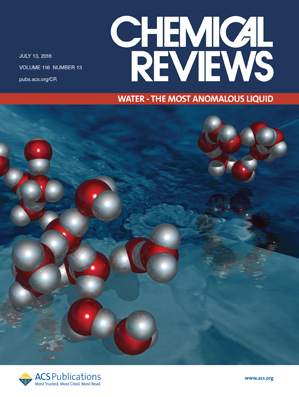 CHEMICAL
REVIEWS
JULY 13, 2016
VOLUME 116 NUMBER 13
pubs.acs.org/CR
WATER - THE MOST ANOMALOUS LIQUID
ACS Publications
Most Trusted. Most Cited. Most Read.
www.acs.org